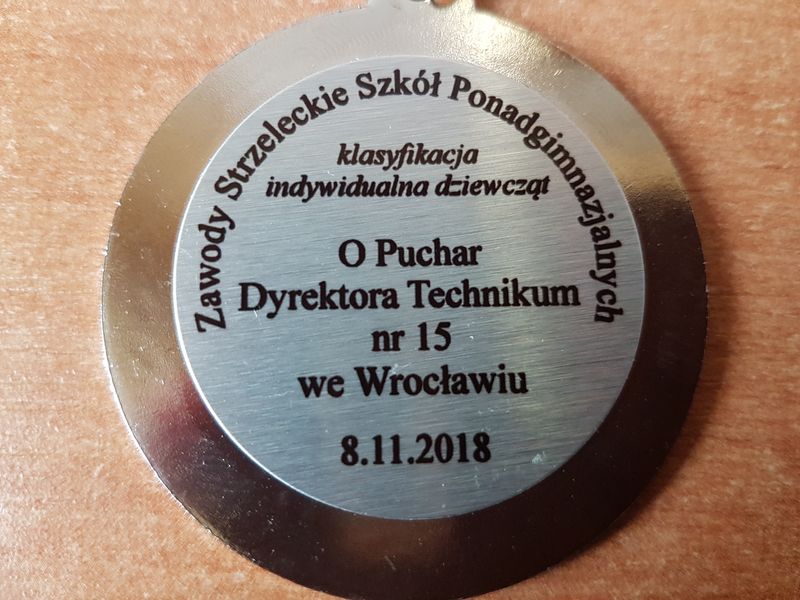 Zawody Strzeleckie Szkół Ponadgimnazjalnych
klasyfikacja
indywidualna dziewcząt
O Puchar
Dyrektora Technikum
nr 15
we Wrocławiu
8.11.2018